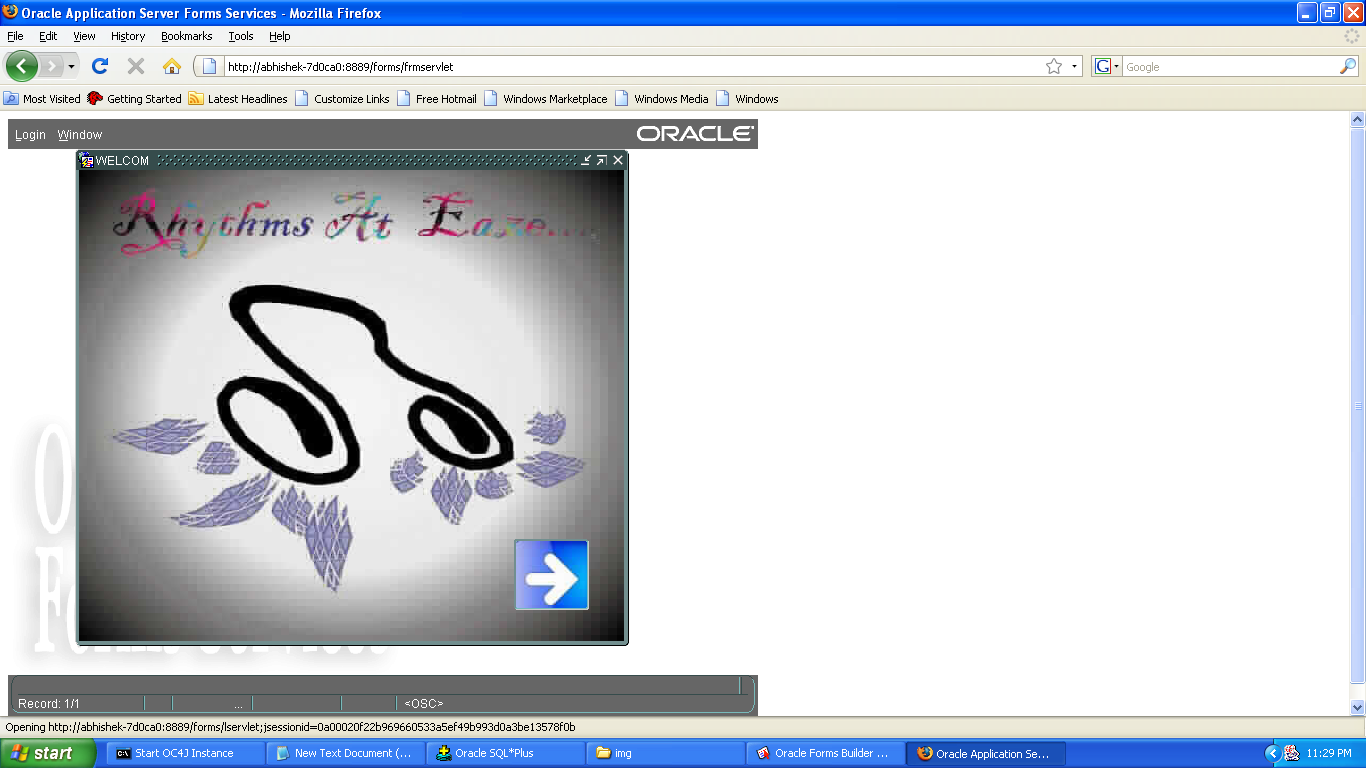 Oracle Application Server Forms Services - Mozilla Firefox
File Edit View History Bookmarks Tools Help
http://abhishek-7d0ca0:8889/forms/frmservlet
G Google
Most Visited Getting Started Latest Headlines Customize Links Free Hotmail Windows Marketplace Windows Media Windows
Login Window ORACLE
WELCOM
Rhythms At Eaze....
Record: 1/1 ... <OSC>
Opening http://abhishek-7d0ca0:8889/forms/lservlet;jsessionid=0a00020f22b969660533a5ef49b993d0a3be13578f0b
start Start OC4J Instance New Text Document (... Oracle SQL*Plus img Oracle Forms Builder ... Oracle Application Se... 11:29 PM